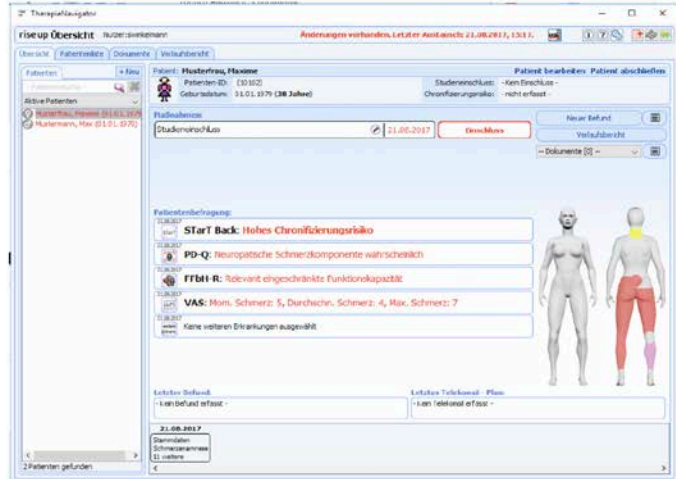 TherapieNavigator
rise up Übersicht Nutzer:
Änderungen vorhanden. Letzter Austausch: 21.08.2017, 15:17.
Übersicht Patientenliste Dokumente Verlaufsbericht
Patienten + Neu
Aktive Patienten
Musterfrau, Maxime (01.01.1979
Mustermann, Max (01.01.1970)
2 Patienten gefunden
Patient: Musterfrau, Maxime Patient bearbeiten Patient abschließen
Patienten-ID: (10102) Studieneinschluss: - Kein Einschluss -
Geburtsdatum: 01.01.1979 (38 Jahre) Chronifizierungsrisiko: - nicht erfasst -
Maßnahmen
Studieneinschluss 21.08.2017 Einschluss
Neuer Befund
Verlaufsbericht
-- Dokumente [0] --
Patientenbefragung:
21.08.2017
STarT Back: Hohes Chronifizierungsrisiko
21.08.2017
PD-Q: Neuropatische Schmerzkomponente wahrscheinlich
21.08.2017
FFbH-R: Relevant eingeschränkte Funktionskapazität
21.08.2017
VAS: Mom. Schmerz: 5, Durchschn. Schmerz: 4, Max. Schmerz: 7
21.08.2017
Keine weiteren Erkrankungen ausgewählt
Letzter Befund: Letztes Telekonsil - Plan:
- Kein Befund erfasst - - Kein Telekonsil erfasst -
21.08.2017
Stammdaten
Schmerzanamnese
11 weitere